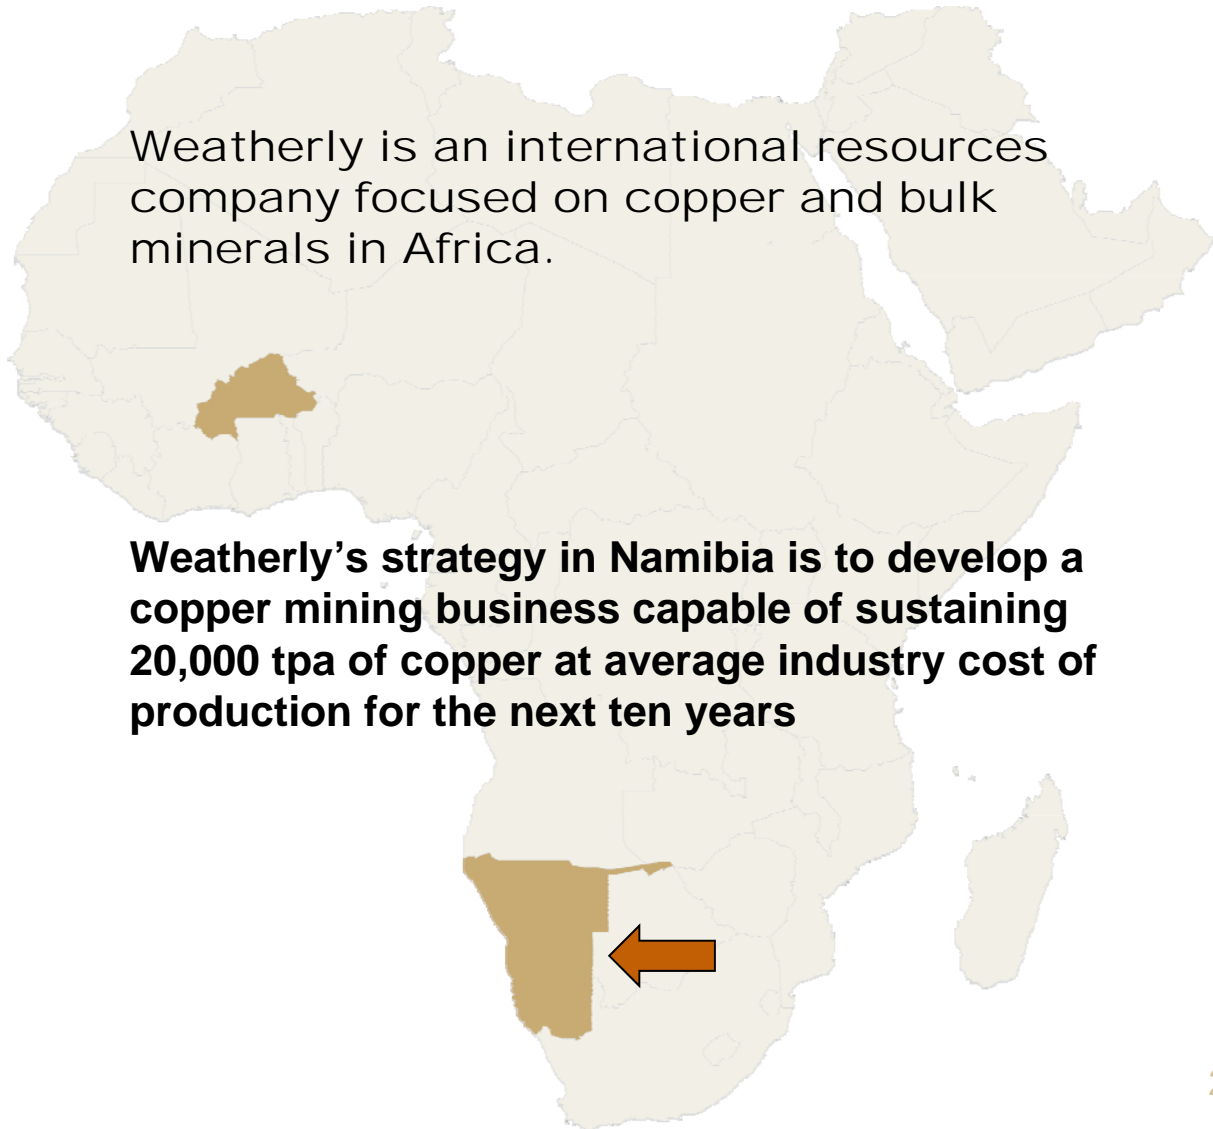 Weatherly is an international resources
company focused on copper and bulk
minerals in Africa.
Weatherly’s strategy in Namibia is to develop a
copper mining business capable of sustaining
20,000 tpa of copper at average industry cost of
production for the next ten years